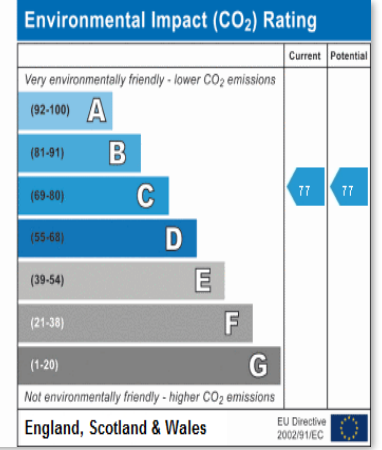 Environmental Impact (CO₂) Rating
Current Potential
Very environmentally friendly - lower CO₂ emissions
(92-100) A
(81-91) B
(69-80) C 77 77
(55-68) D
(39-54) E
(21-38) F
(1-20) G
Not environmentally friendly - higher CO₂ emissions
England, Scotland & Wales
EU Directive
2002/91/EC